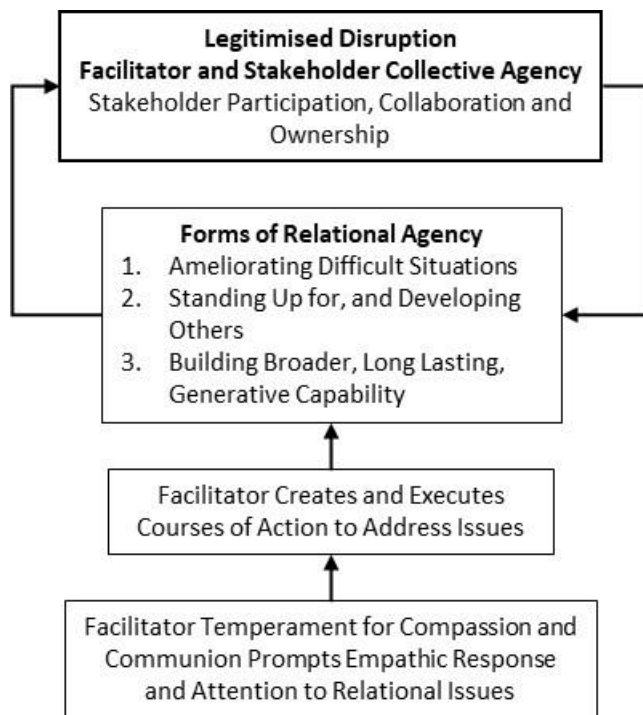 Legitimised Disruption
Facilitator and Stakeholder Collective Agency
Stakeholder Participation, Collaboration and
Ownership
Forms of Relational Agency
1. Ameliorating Difficult Situations
2. Standing Up for, and Developing
Others
3. Building Broader, Long Lasting,
Generative Capability
Facilitator Creates and Executes
Courses of Action to Address Issues
Facilitator Temperament for Compassion and
Communion Prompts Empathic Response
and Attention to Relational Issues